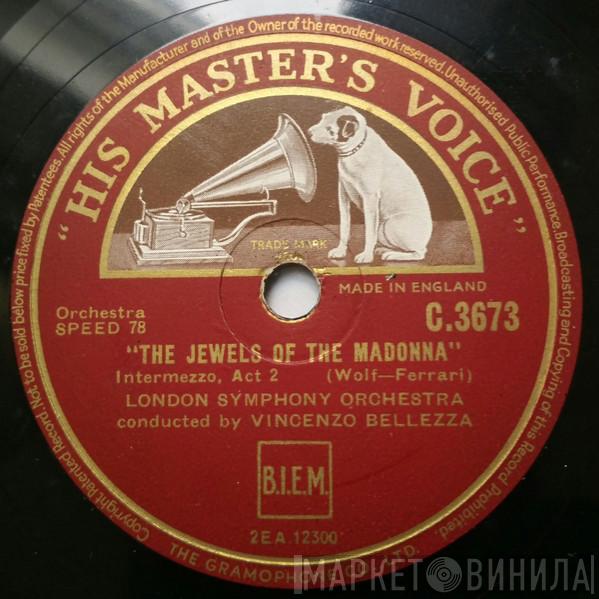 All rights of the Manufacturer and of the Owner of the recorded work reserved. Unauthorised Public Performance, Broadcasting and Copying of this Record Prohibited.
Copyright Patented Record. Not to be sold below price fixed by Patentees.
"HIS MASTER'S VOICE"
TRADE MARK
MADE IN ENGLAND
Orchestra
SPEED 78
C.3673
"THE JEWELS OF THE MADONNA"
Intermezzo, Act 2 (Wolf—Ferrari)
LONDON SYMPHONY ORCHESTRA
conducted by VINCENZO BELLEZZA
B.I.E.M.
2EA.12300
THE GRAMOPHONE CO. LTD.
МАРКЕТ ВИНИЛА